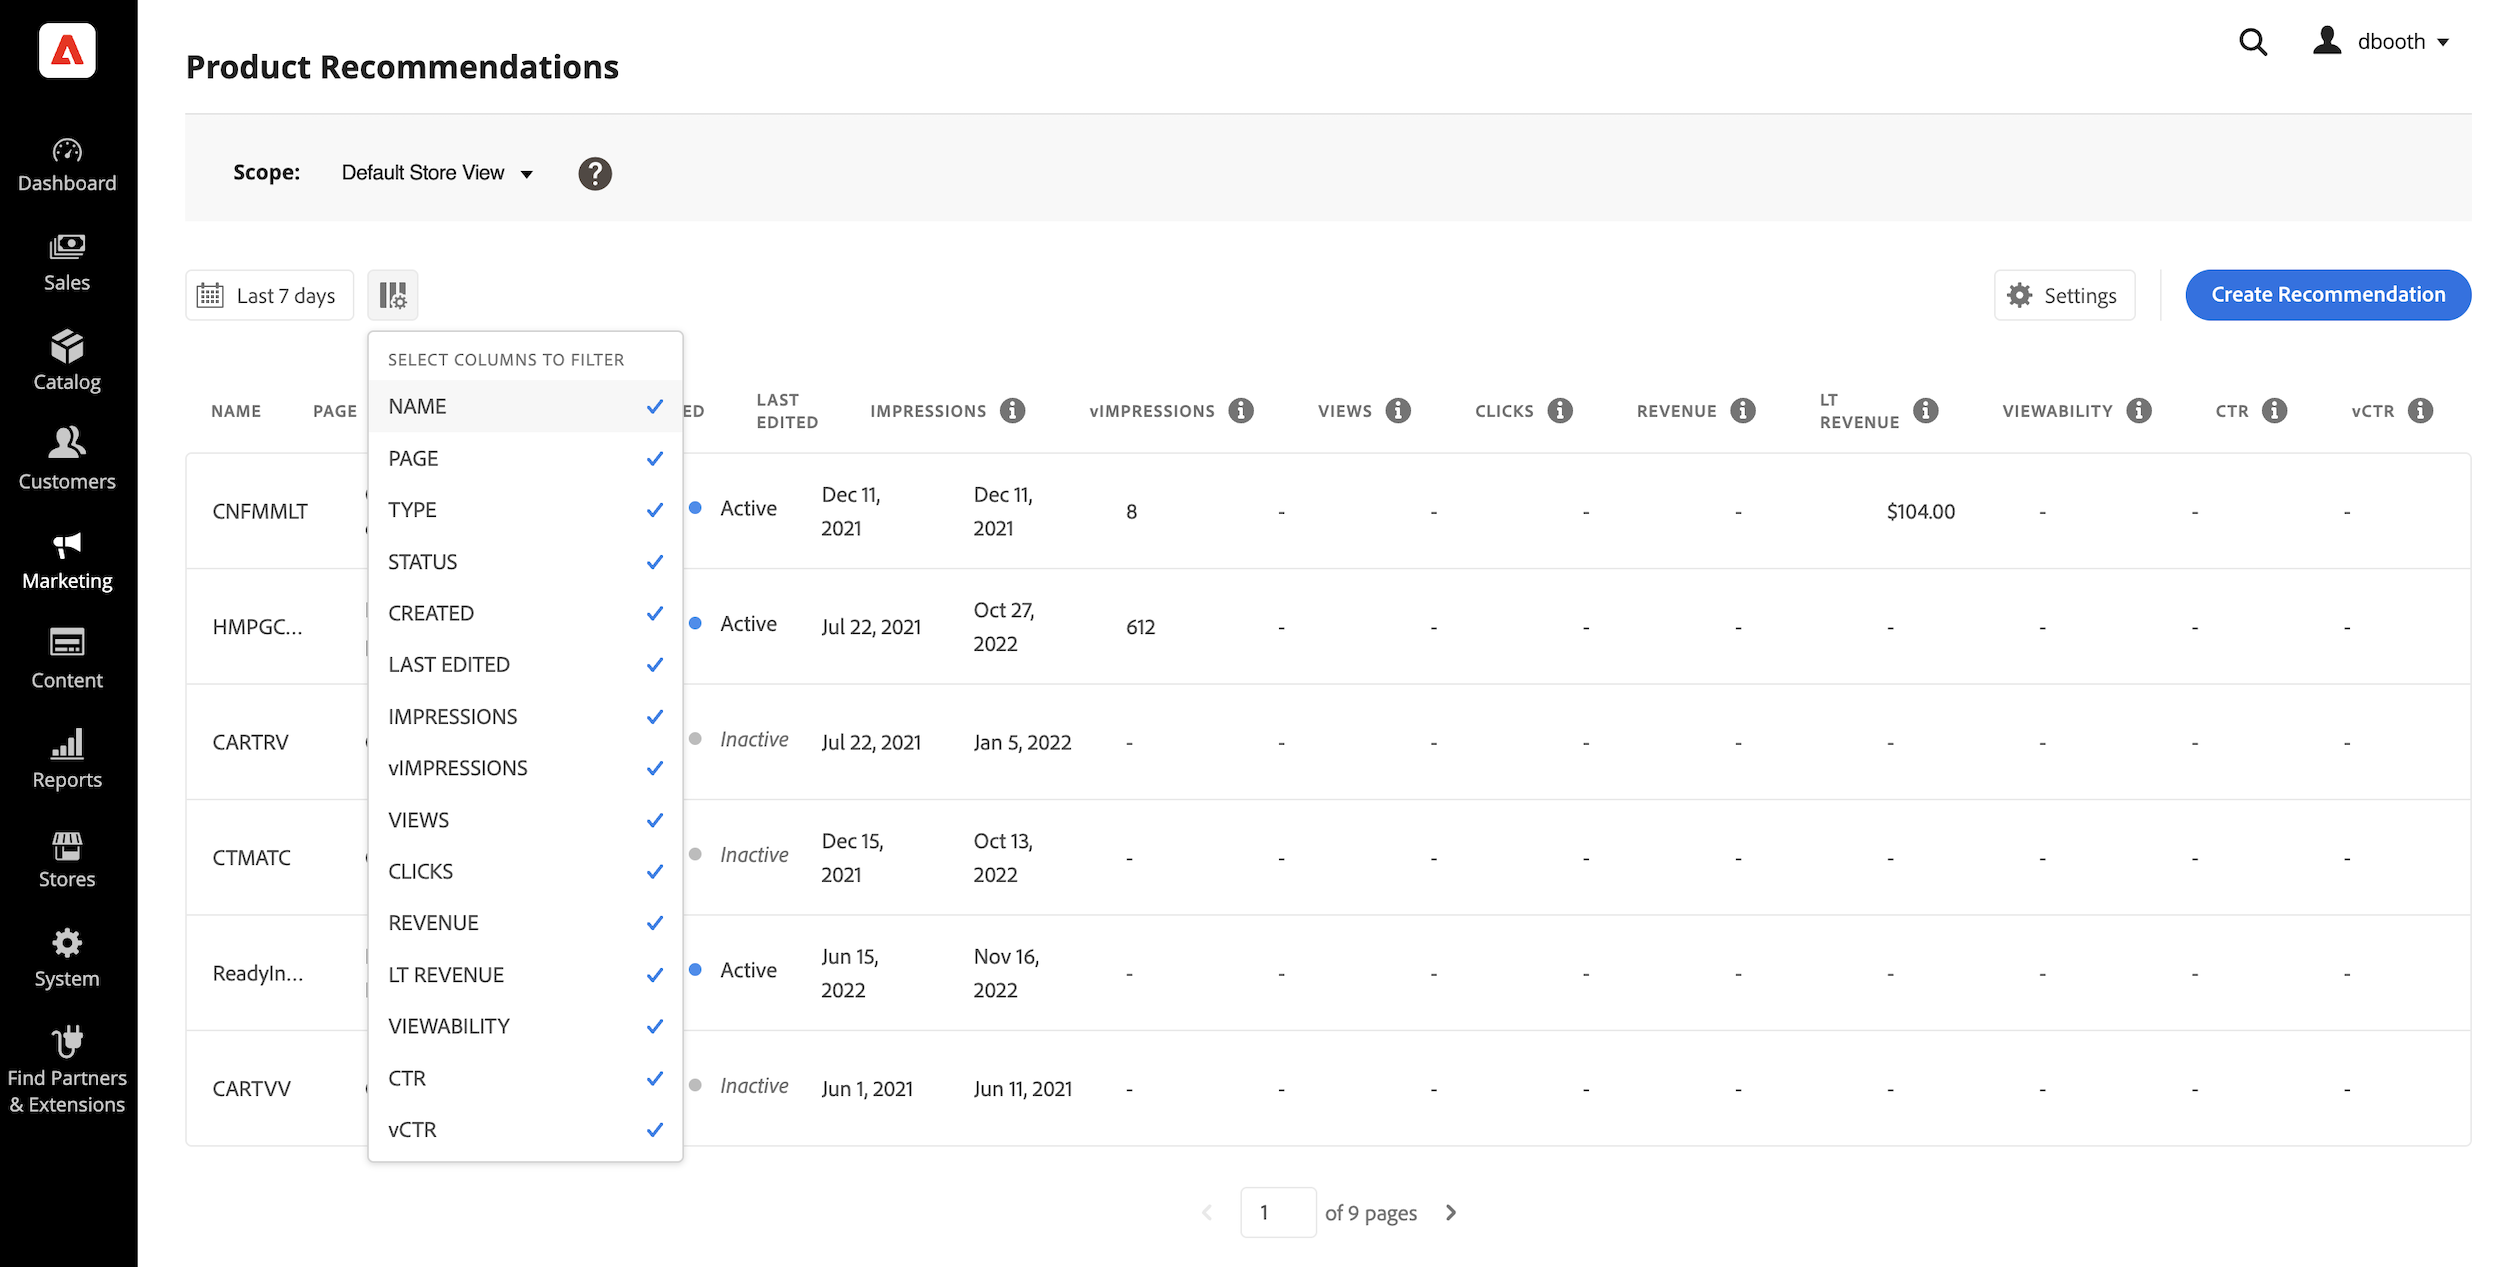 Product Recommendations
dbooth
Dashboard
Sales
Catalog
Customers
Marketing
Content
Reports
Stores
System
Find Partners
& Extensions
Scope: Default Store View ?
Last 7 days
Settings
Create Recommendation
SELECT COLUMNS TO FILTER
NAME
PAGE
TYPE
STATUS
CREATED
LAST EDITED
IMPRESSIONS
vIMPRESSIONS
VIEWS
CLICKS
REVENUE
LT REVENUE
VIEWABILITY
CTR
vCTR
NAME PAGE ED LAST EDITED IMPRESSIONS vIMPRESSIONS VIEWS CLICKS REVENUE LT REVENUE VIEWABILITY CTR vCTR
CNFMMLT Active Dec 11, 2021 Dec 11, 2021 8 - - - - $104.00 - - -
HMPGC... Active Jul 22, 2021 Oct 27, 2022 612 - - - - - - - -
CARTRV Inactive Jul 22, 2021 Jan 5, 2022 - - - - - - - - -
CTMATC Inactive Dec 15, 2021 Oct 13, 2022 - - - - - - - - -
ReadyIn... Active Jun 15, 2022 Nov 16, 2022 - - - - - - - - -
CARTVV Inactive Jun 1, 2021 Jun 11, 2021 - - - - - - - - -
1 of 9 pages